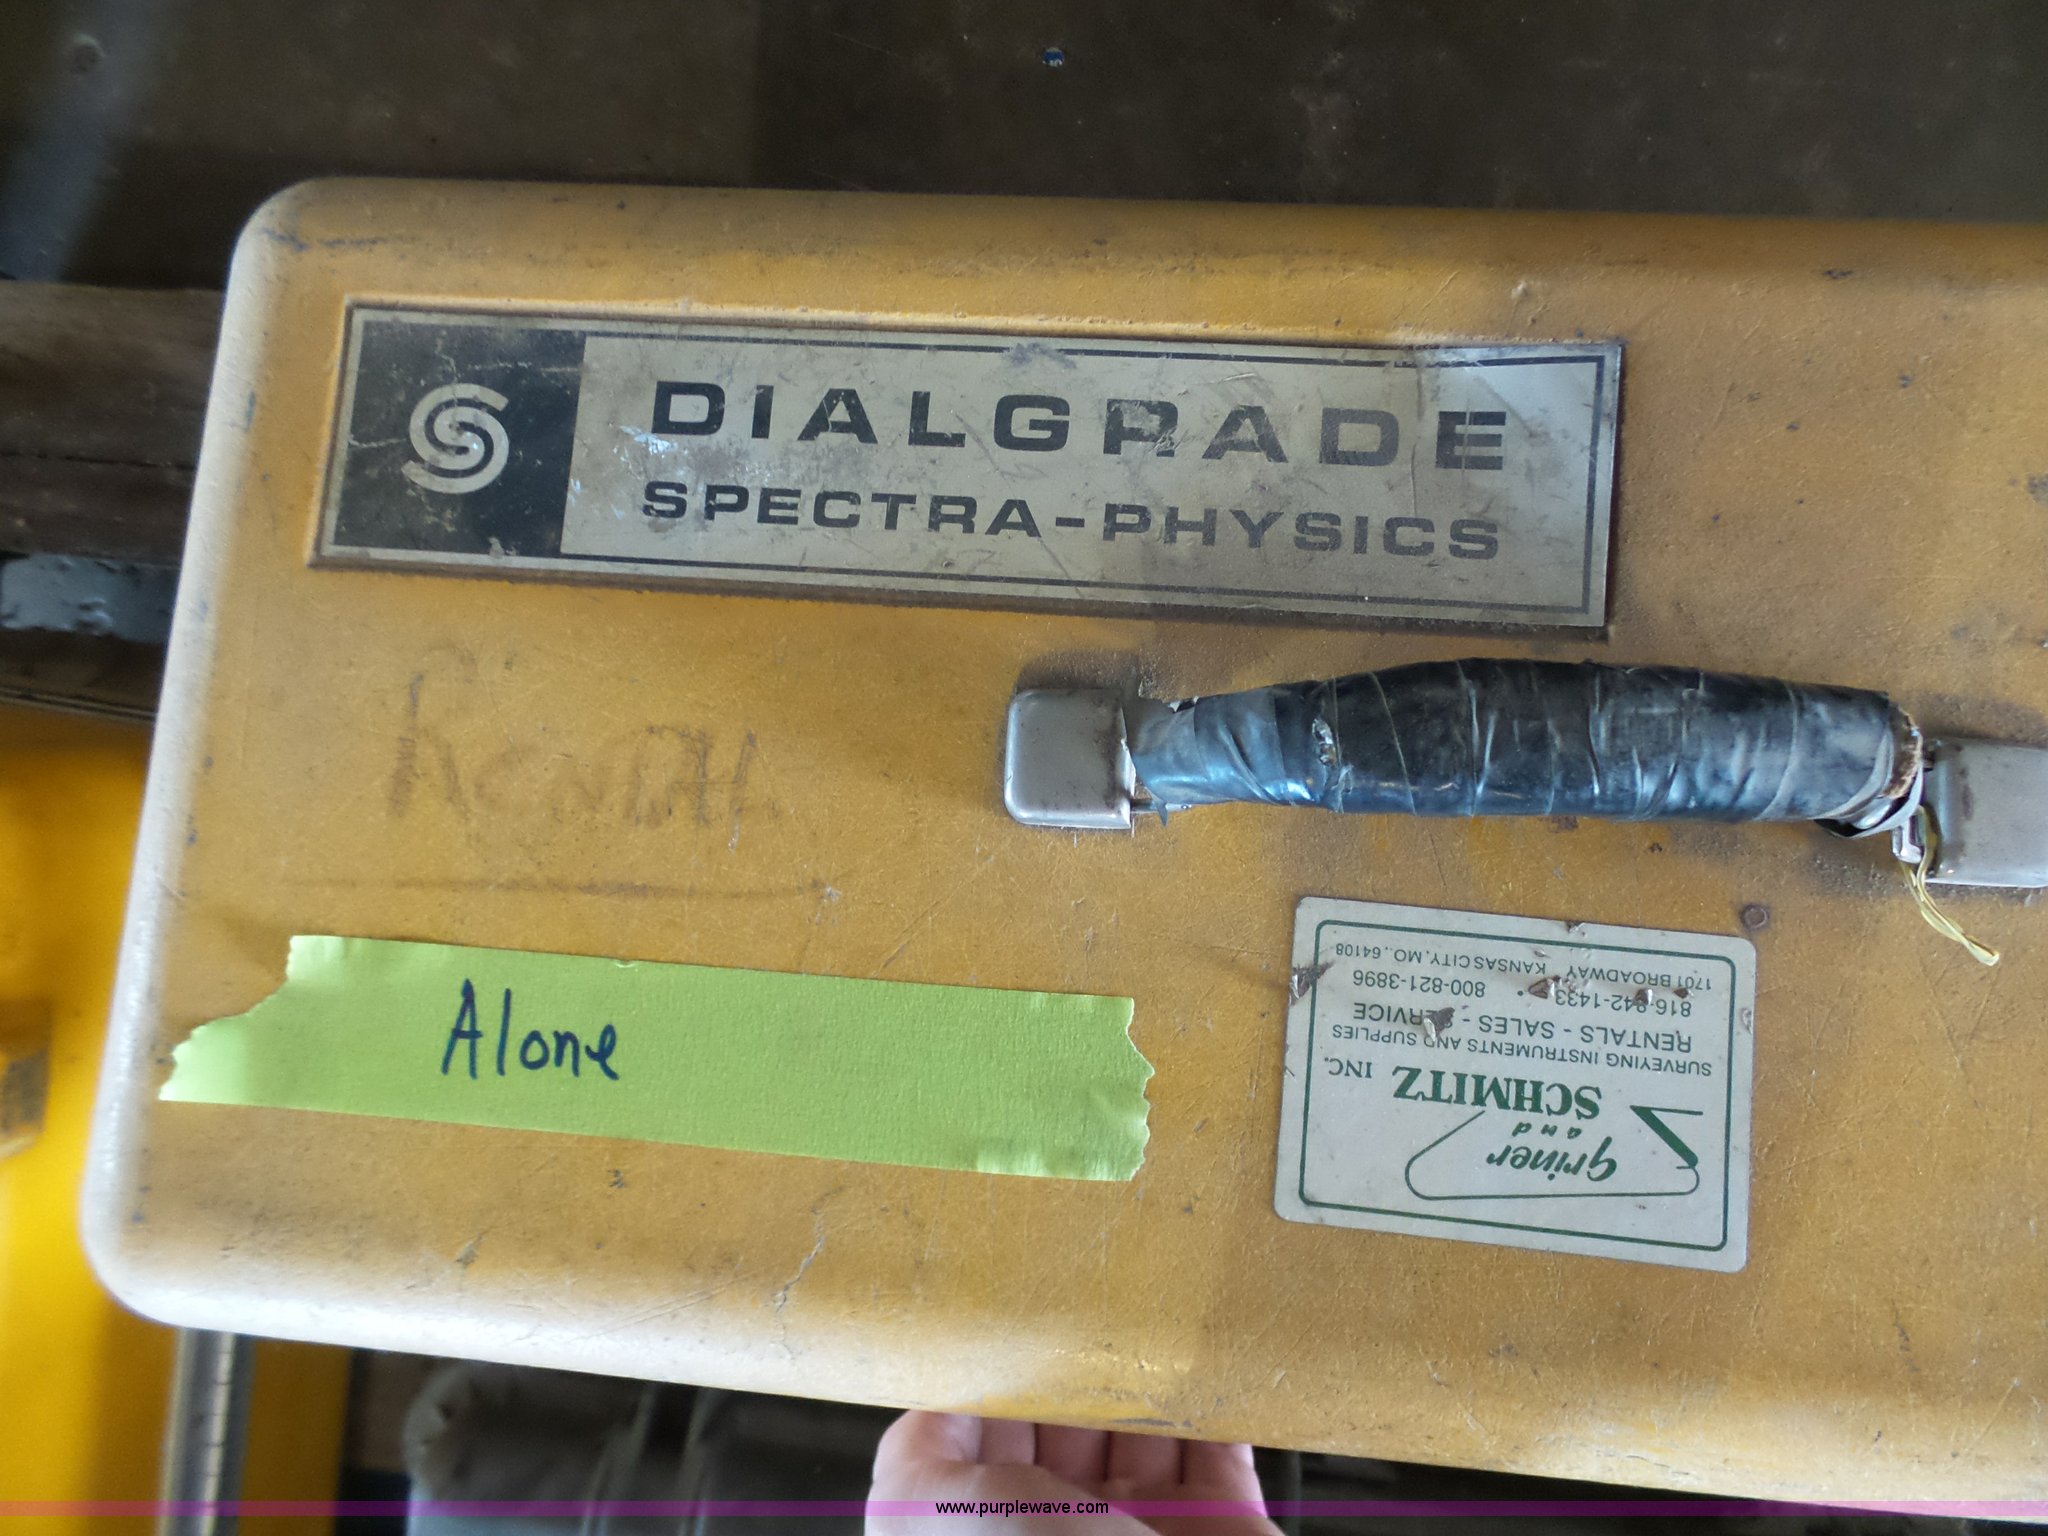 DIALGRADE
SPECTRA-PHYSICS
Alone
griner
and
SCHMITZ INC.
SURVEYING INSTRUMENTS AND SUPPLIES
RENTALS - SALES - SERVICE
816-842-1433 • 800-821-3896
1701 BROADWAY KANSAS CITY, MO. 64108
www.purplewave.com